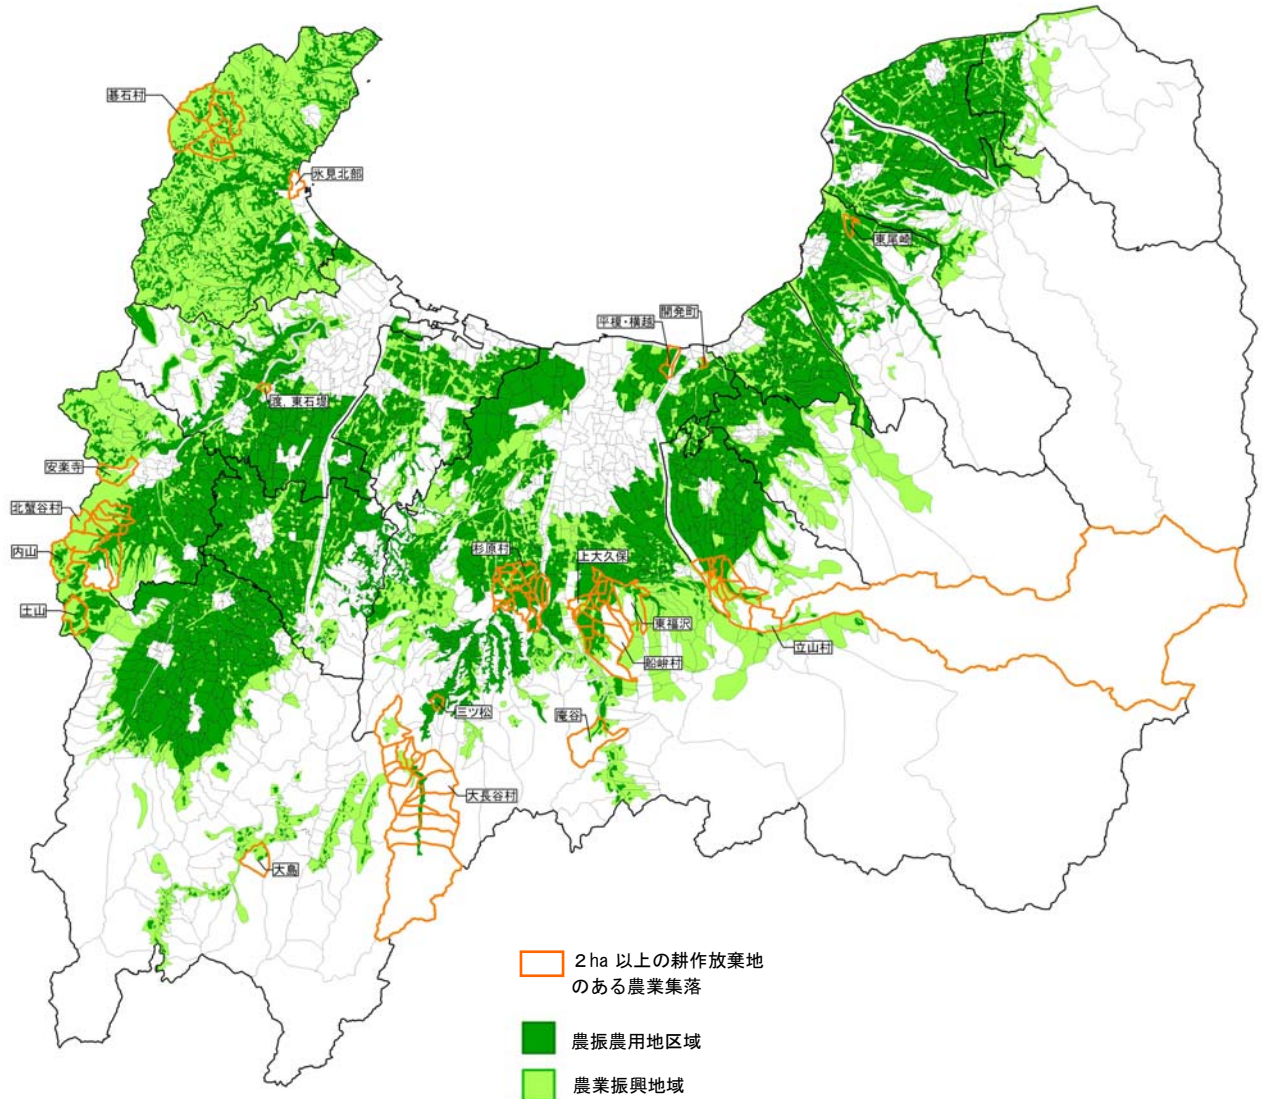 碁石村
氷見北部
東尾崎
開発町
平榎・横越
渡, 東石堤
安楽寺
北蟹谷村
内山
土山
杉原村
上大久保
東福沢
船峅村
立山村
三ツ松
庵谷
大長谷村
大島
2ha 以上の耕作放棄地
のある農業集落
農振農用地区域
農業振興地域